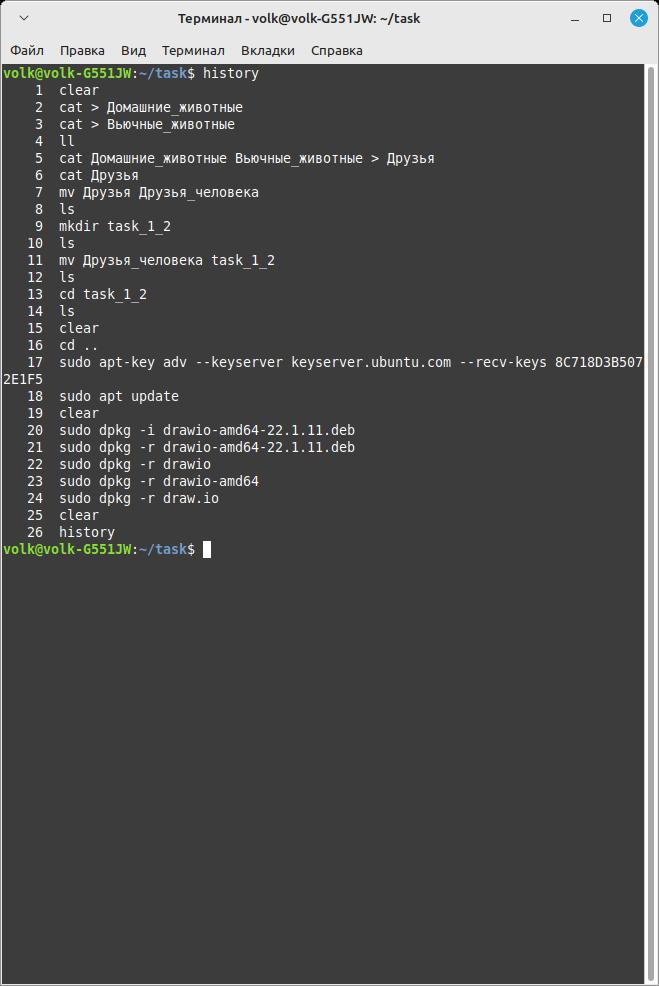 Терминал - volk@volk-G551JW: ~/task
Файл Правка Вид Терминал Вкладки Справка
volk@volk-G551JW:~/task$ history
1 clear
2 cat > Домашние_животные
3 cat > Вьючные_животные
4 ll
5 cat Домашние_животные Вьючные_животные > Друзья
6 cat Друзья
7 mv Друзья Друзья_человека
8 ls
9 mkdir task_1_2
10 ls
11 mv Друзья_человека task_1_2
12 ls
13 cd task_1_2
14 ls
15 clear
16 cd ..
17 sudo apt-key adv --keyserver keyserver.ubuntu.com --recv-keys 8C718D3B507
2E1F5
18 sudo apt update
19 clear
20 sudo dpkg -i drawio-amd64-22.1.11.deb
21 sudo dpkg -r drawio-amd64-22.1.11.deb
22 sudo dpkg -r drawio
23 sudo dpkg -r drawio-amd64
24 sudo dpkg -r draw.io
25 clear
26 history
volk@volk-G551JW:~/task$